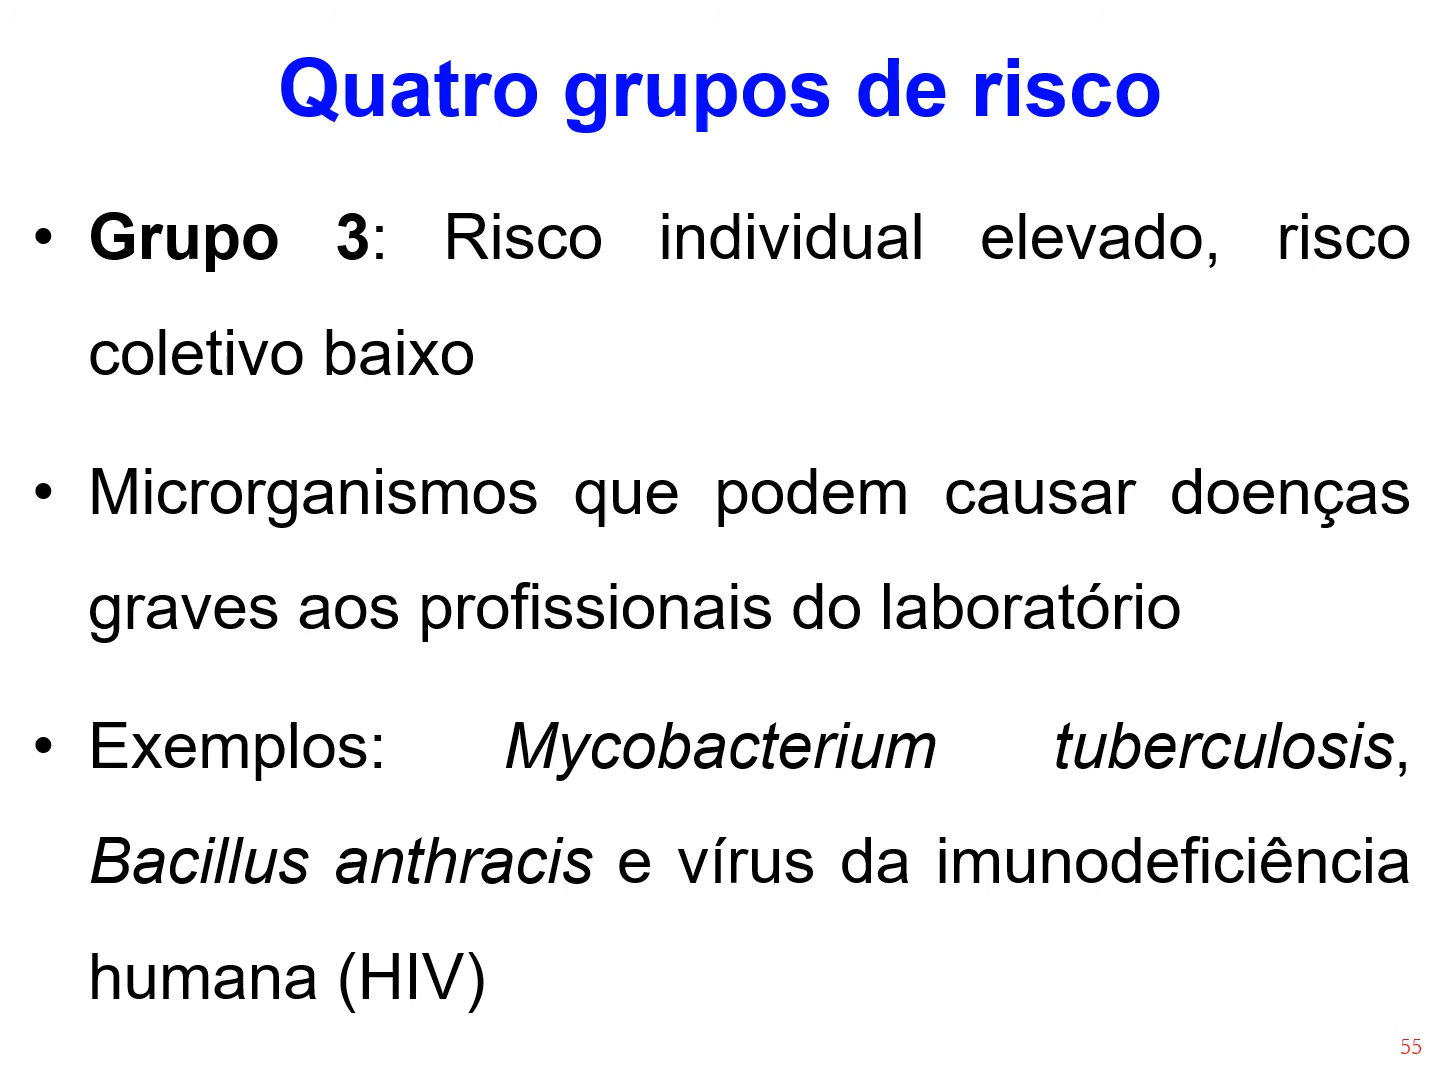 Quatro grupos de risco
• Grupo 3: Risco individual elevado, risco
coletivo baixo
• Microrganismos que podem causar doenças
graves aos profissionais do laboratório
• Exemplos: Mycobacterium tuberculosis,
Bacillus anthracis e vírus da imunodeficiência
humana (HIV)
55